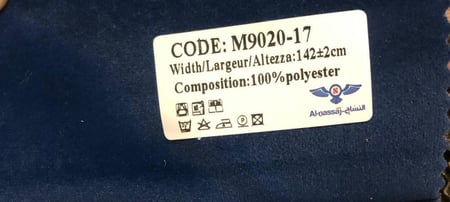 CODE: M9020-17
Width/Largeur/Altezza:142±2cm
Composition:100%polyester
Al-nassaj-النساج